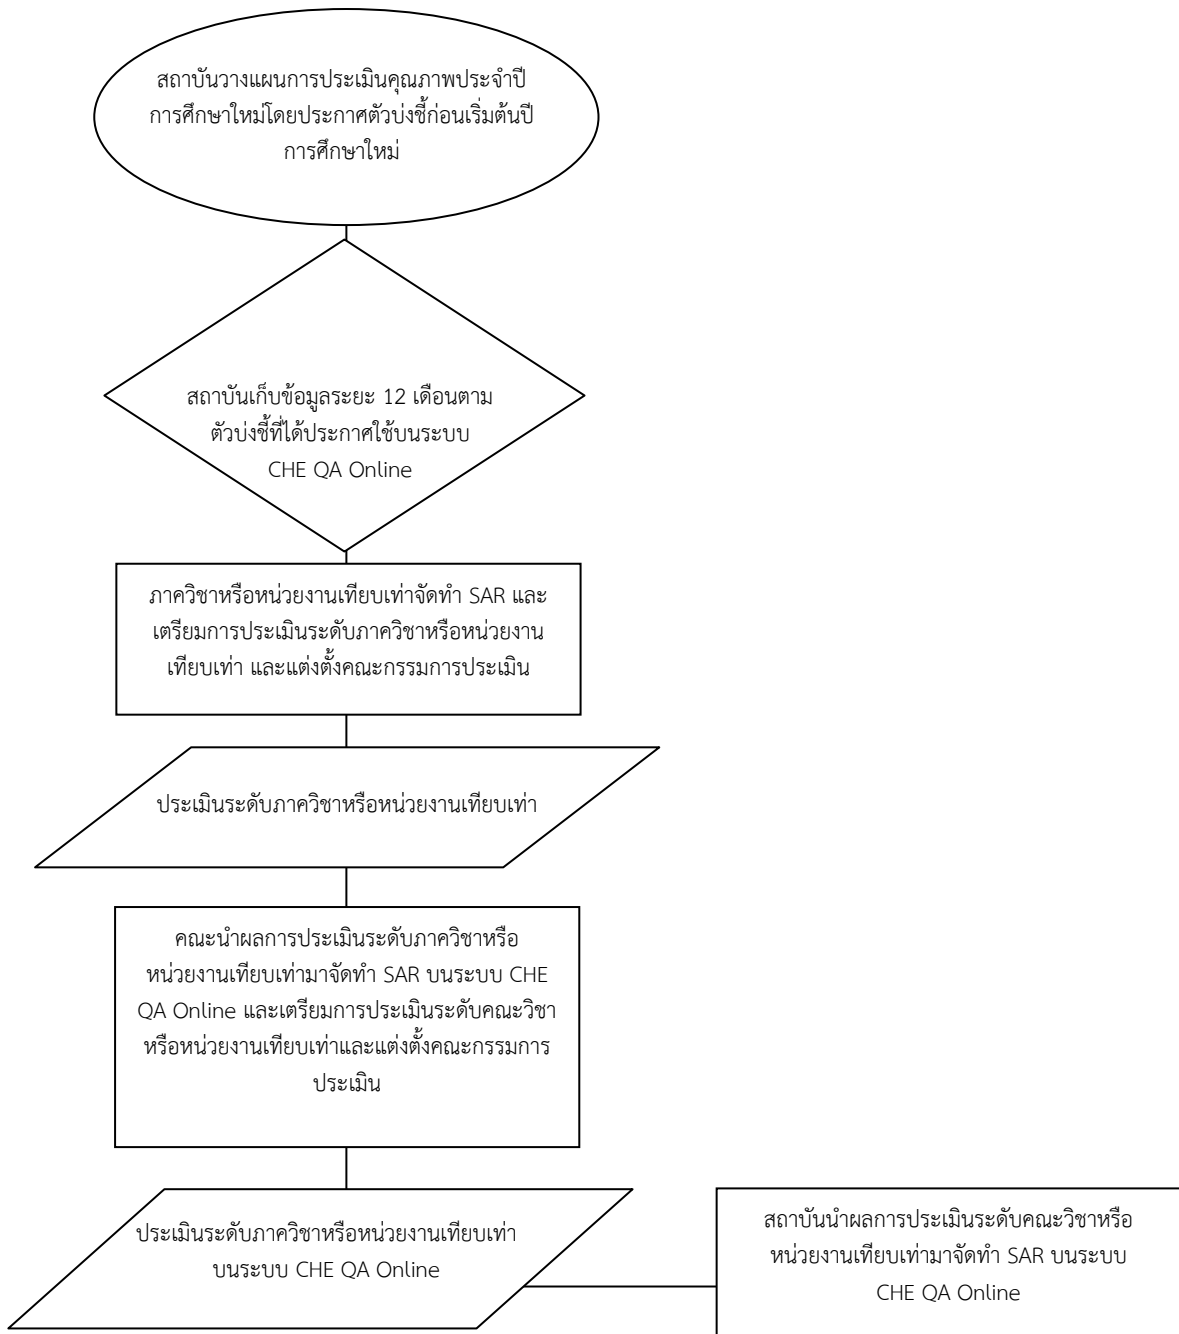 สถาบันวางแผนการประเมินคุณภาพประจำปี
การศึกษาใหม่โดยประกาศตัวบ่งชี้ก่อนเริ่มต้นปี
การศึกษาใหม่
สถาบันเก็บข้อมูลระยะ 12 เดือนตาม
ตัวบ่งชี้ที่ได้ประกาศใช้บนระบบ
CHE QA Online
ภาควิชาหรือหน่วยงานเทียบเท่าจัดทำ SAR และ
เตรียมการประเมินระดับภาควิชาหรือหน่วยงาน
เทียบเท่า และแต่งตั้งคณะกรรมการประเมิน
ประเมินระดับภาควิชาหรือหน่วยงานเทียบเท่า
คณะนำผลการประเมินระดับภาควิชาหรือ
หน่วยงานเทียบเท่ามาจัดทำ SAR บนระบบ CHE
QA Online และเตรียมการประเมินระดับคณะวิชา
หรือหน่วยงานเทียบเท่าและแต่งตั้งคณะกรรมการ
ประเมิน
ประเมินระดับภาควิชาหรือหน่วยงานเทียบเท่า
บนระบบ CHE QA Online
สถาบันนำผลการประเมินระดับคณะวิชาหรือ
หน่วยงานเทียบเท่ามาจัดทำ SAR บนระบบ
CHE QA Online